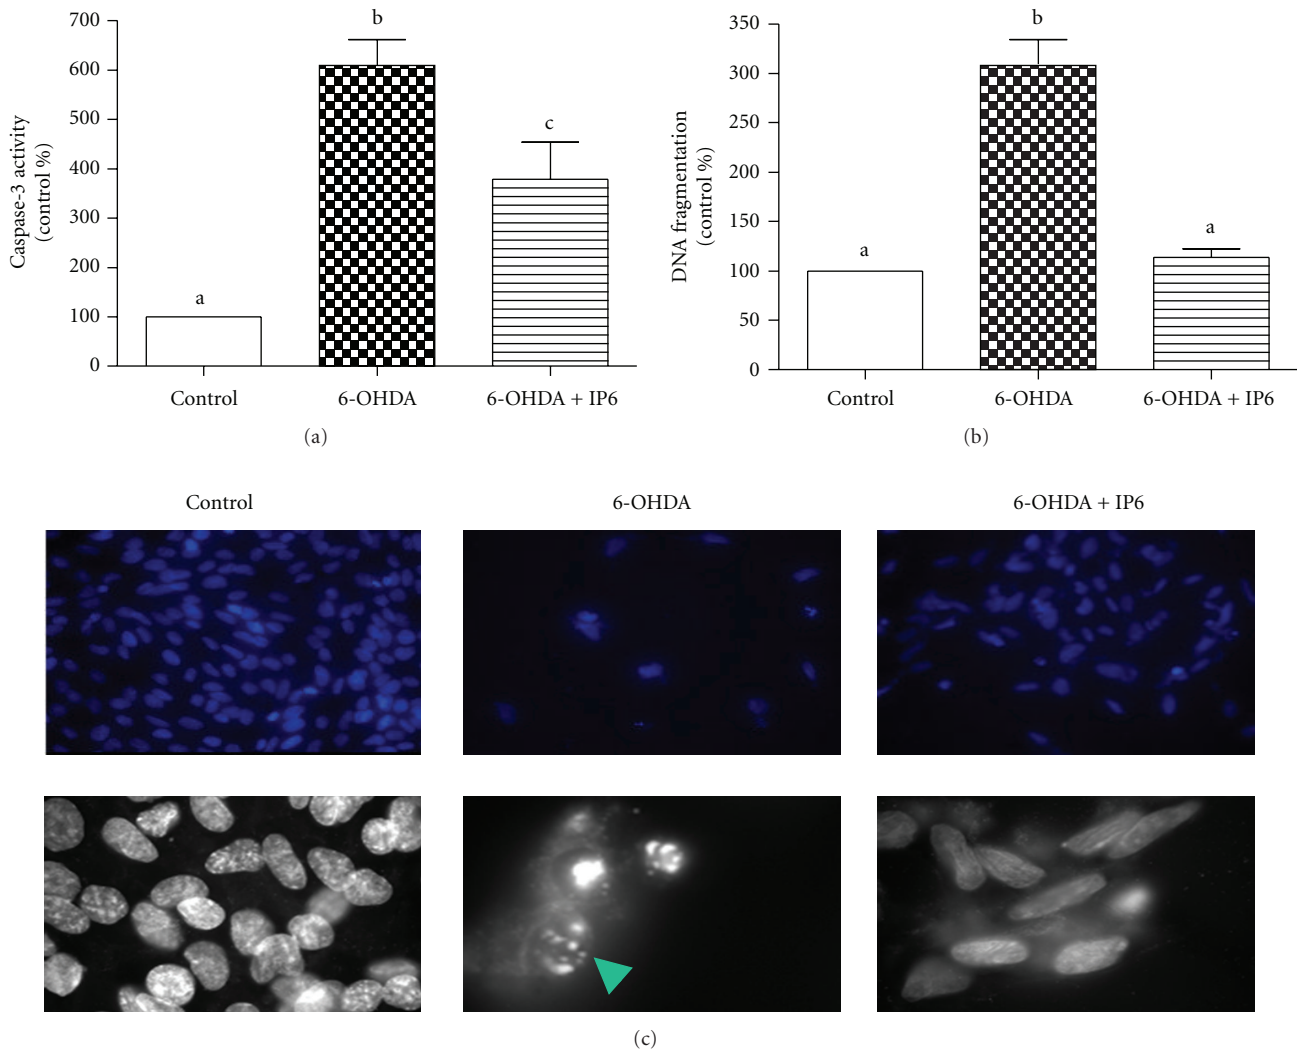 700
600
500
400
300
200
100
0
Caspase-3 activity
(control %)
a
b
c
Control
6-OHDA
6-OHDA + IP6
(a)
350
300
250
200
150
100
50
0
DNA fragmentation
(control %)
a
b
a
Control
6-OHDA
6-OHDA + IP6
(b)
Control
6-OHDA
6-OHDA + IP6
(c)